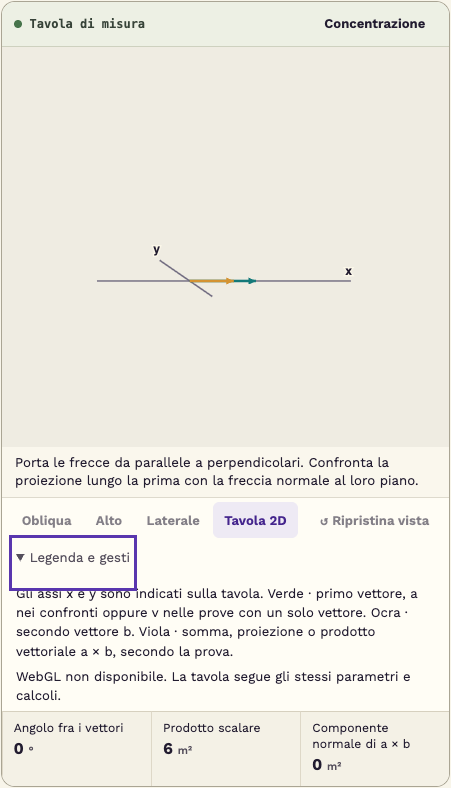 Tavola di misura
Concentrazione
y
x
Porta le frecce da parallele a perpendicolari. Confronta la
proiezione lungo la prima con la freccia normale al loro piano.
Obliqua Alto Laterale Tavola 2D ↺ Ripristina vista
▼ Legenda e gesti
Gli assi x e y sono indicati sulla tavola. Verde · primo vettore, a
nei confronti oppure v nelle prove con un solo vettore. Ocra ·
secondo vettore b. Viola · somma, proiezione o prodotto
vettoriale a × b, secondo la prova.
WebGL non disponibile. La tavola segue gli stessi parametri e
calcoli.
Angolo fra i vettori
0 °
Prodotto scalare
6 m²
Componente
normale di a × b
0 m²